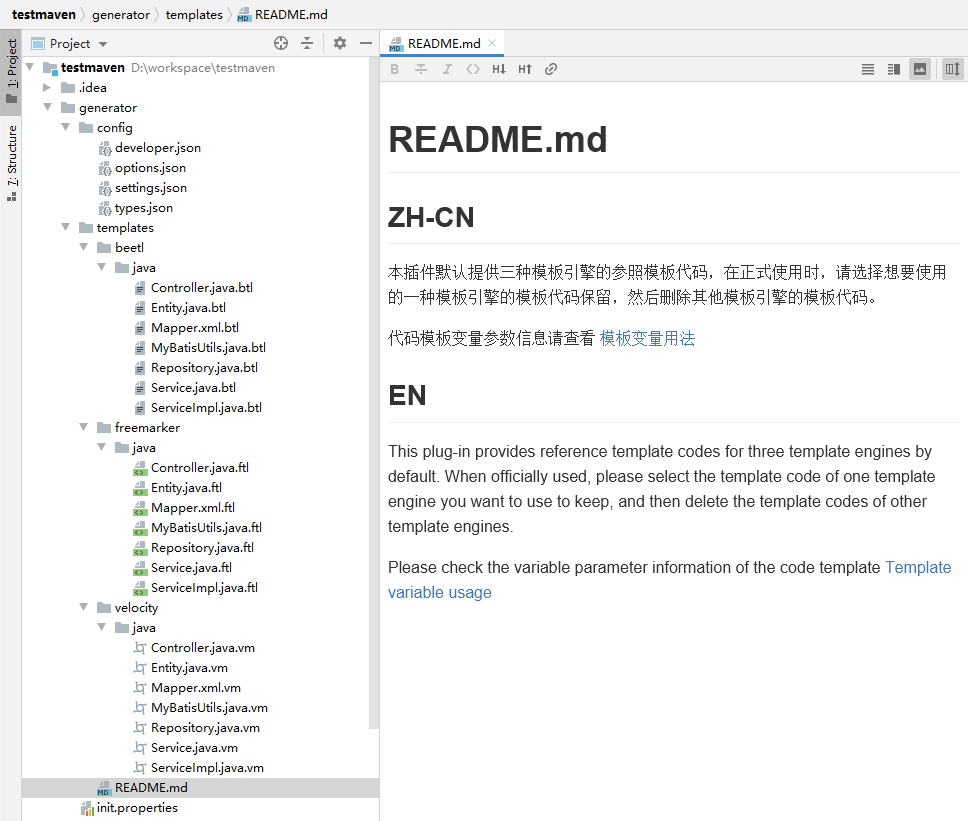 testmaven generator templates README.md
1: Project
7: Structure
Project
testmaven D:\workspace\testmaven
.idea
generator
config
developer.json
options.json
settings.json
types.json
templates
beetl
java
Controller.java.btl
Entity.java.btl
Mapper.xml.btl
MyBatisUtils.java.btl
Repository.java.btl
Service.java.btl
ServiceImpl.java.btl
freemarker
java
Controller.java.ftl
Entity.java.ftl
Mapper.xml.ftl
MyBatisUtils.java.ftl
Repository.java.ftl
Service.java.ftl
ServiceImpl.java.ftl
velocity
java
Controller.java.vm
Entity.java.vm
Mapper.xml.vm
MyBatisUtils.java.vm
Repository.java.vm
Service.java.vm
ServiceImpl.java.vm
README.md
init.properties
README.md
B I H↓ H↑
README.md
ZH-CN
本插件默认提供三种模板引擎的参照模板代码，在正式使用时，请选择想要使用
的一种模板引擎的模板代码保留，然后删除其他模板引擎的模板代码。
代码模板变量参数信息请查看 模板变量用法
EN
This plug-in provides reference template codes for three template engines by
default. When officially used, please select the template code of one template
engine you want to use to keep, and then delete the template codes of other
template engines.
Please check the variable parameter information of the code template Template
variable usage